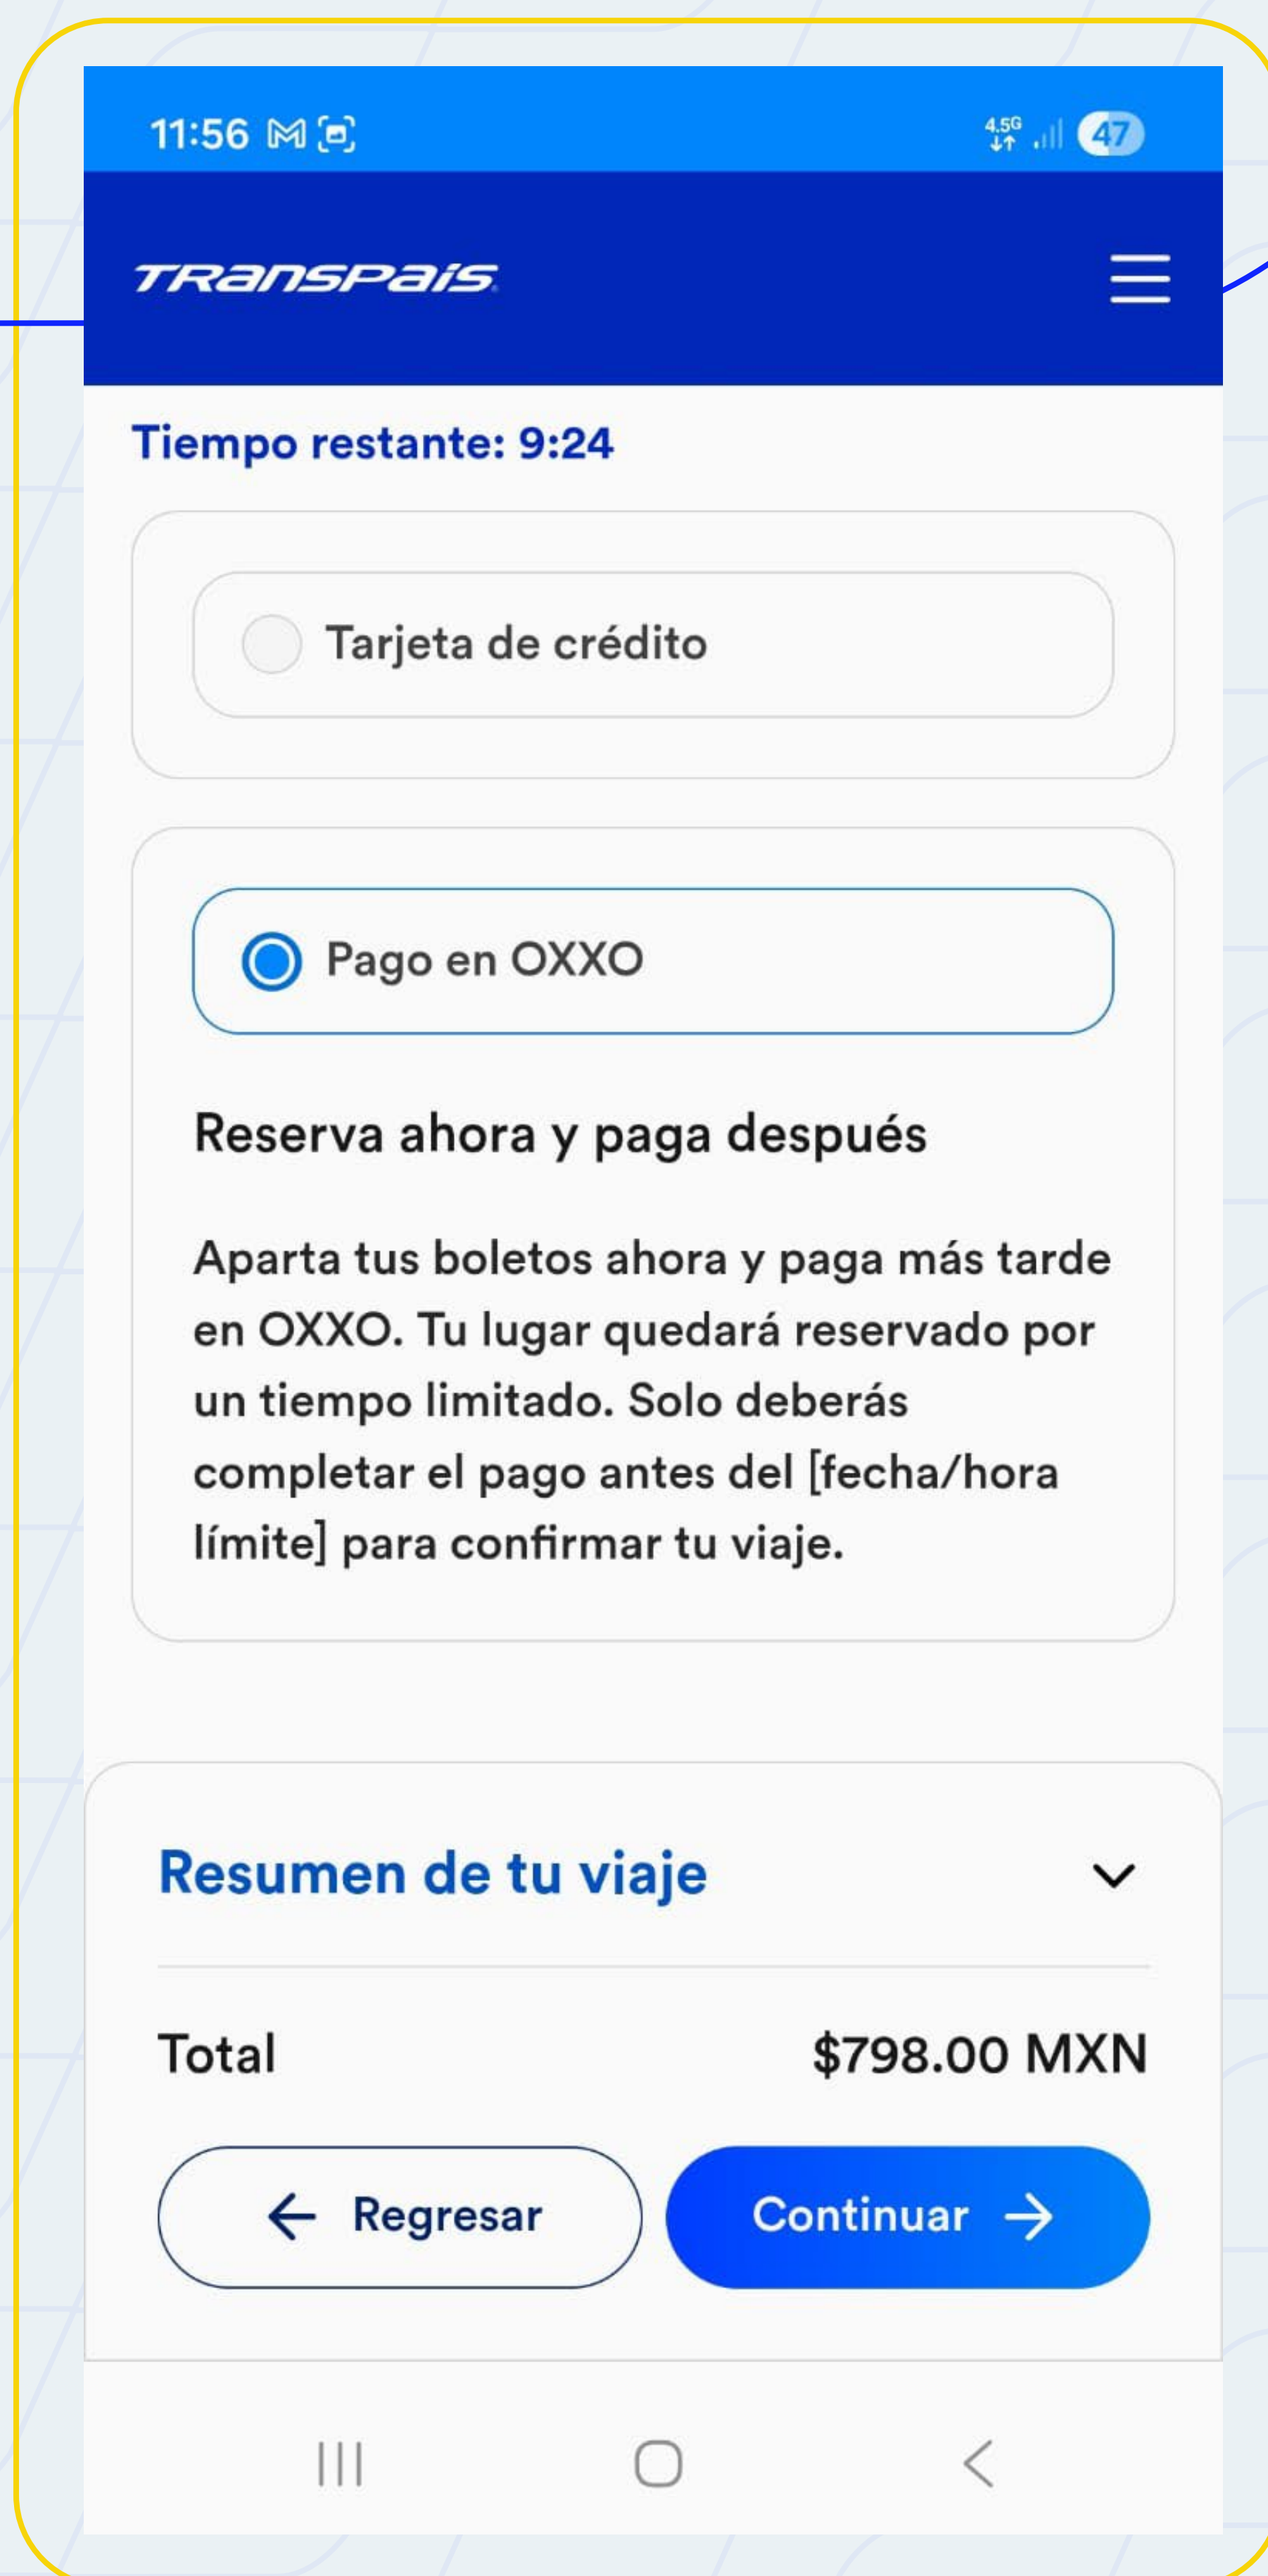 11:56
4.5G
47
TRANSPaís
Tiempo restante: 9:24
Tarjeta de crédito
Pago en OXXO
Reserva ahora y paga después
Aparta tus boletos ahora y paga más tarde
en OXXO. Tu lugar quedará reservado por
un tiempo limitado. Solo deberás
completar el pago antes del [fecha/hora
límite] para confirmar tu viaje.
Resumen de tu viaje
Total
$798.00 MXN
Regresar
Continuar